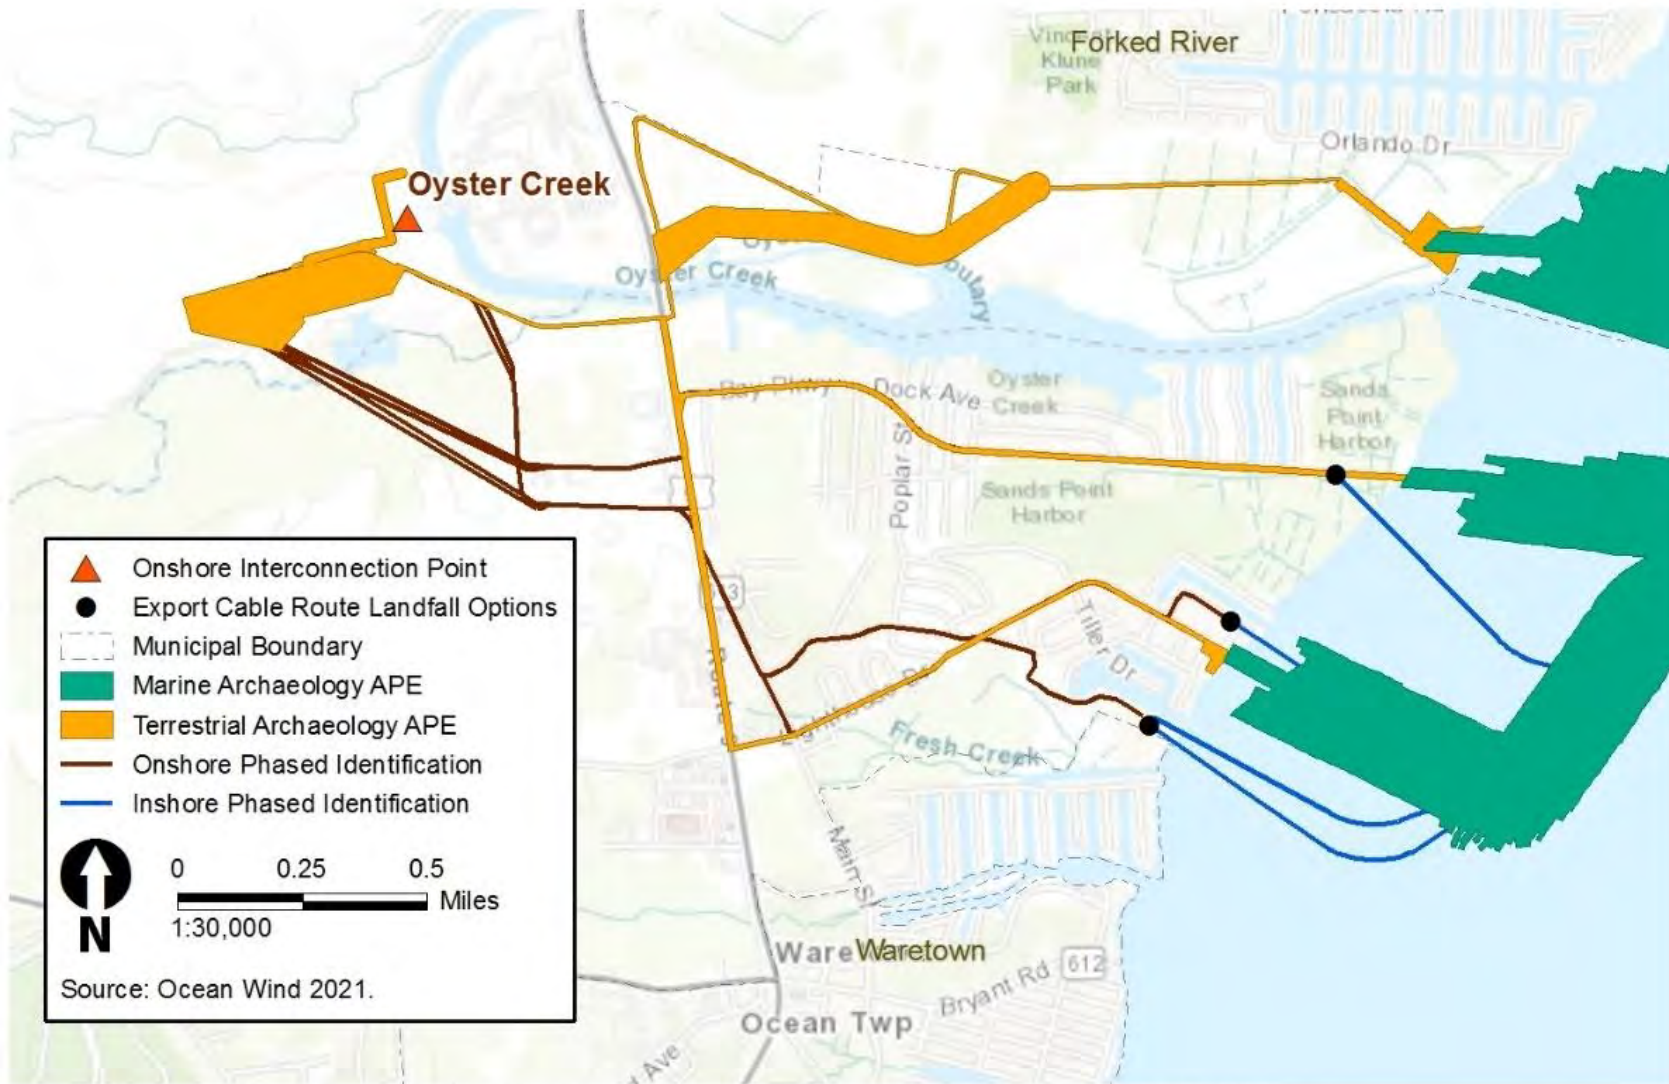 Vincent
Forked River
Klune
Park
Orlando Dr
Oyster Creek
Oyster Creek
butary
Bay Pkwy
Dock Ave
Oyster
Creek
Sands
Point
Harbor
Poplar St
Sands Point
Harbor
Tiller Dr
Route 9
Fresh Creek
Main St
Waretown
Bryant Rd
612
Ocean Twp
Ave
Onshore Interconnection Point
Export Cable Route Landfall Options
Municipal Boundary
Marine Archaeology APE
Terrestrial Archaeology APE
Onshore Phased Identification
Inshore Phased Identification
0 0.25 0.5
Miles
1:30,000
N
Source: Ocean Wind 2021.